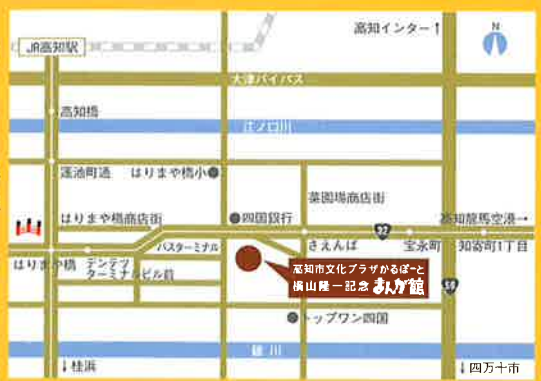 高知インター↑
N
JR高知駅
大津バイパス
高知橋
江ノ口川
蓮池町通
はりまや橋小
菜園場商店街
はりまや橋商店街
四国銀行
32
高知龍馬空港→
バスターミナル
さえんば
宝永町
知寄町1丁目
はりまや橋
デンテツ
ターミナルビル前
高知市文化プラザかるぽーと
横山隆一記念まんが館
56
トップワン四国
鏡川
↓桂浜
↓四万十市